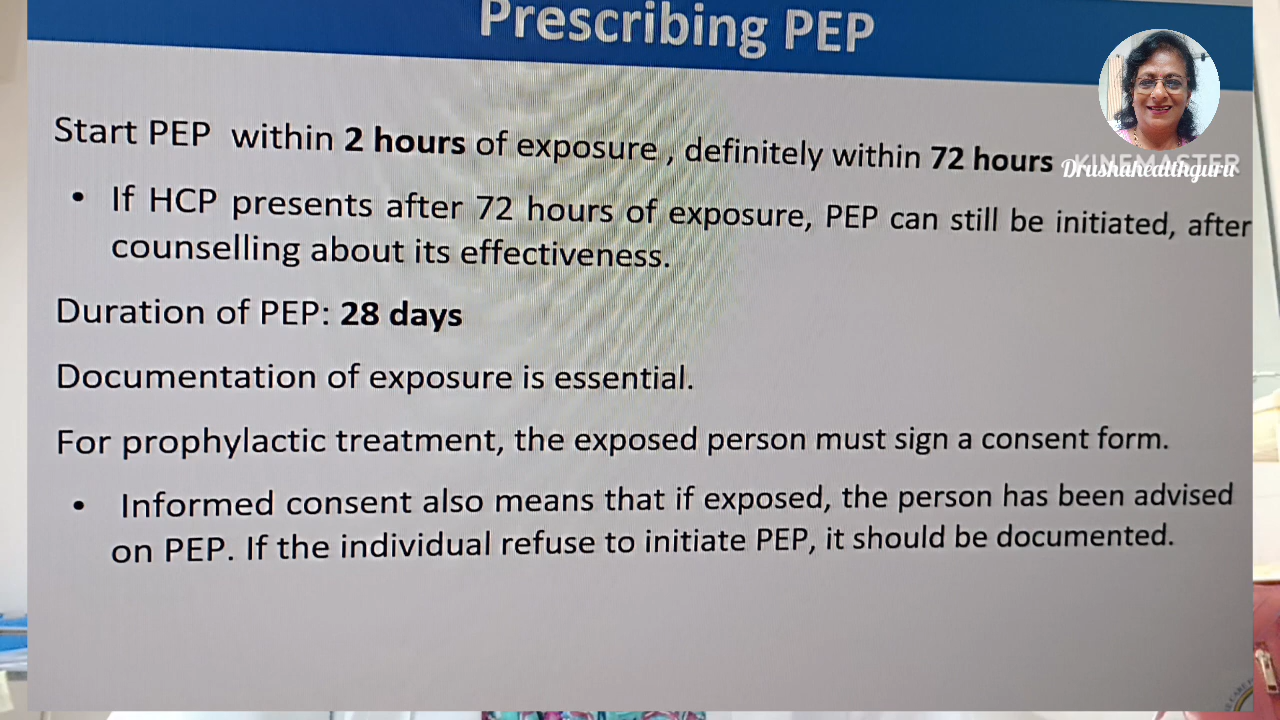 Prescribing PEP
Start PEP within 2 hours of exposure , definitely within 72 hours
KINEMASTER
Drushahealthguru
• If HCP presents after 72 hours of exposure, PEP can still be initiated, after
counselling about its effectiveness.
Duration of PEP: 28 days
Documentation of exposure is essential.
For prophylactic treatment, the exposed person must sign a consent form.
• Informed consent also means that if exposed, the person has been advised
on PEP. If the individual refuse to initiate PEP, it should be documented.